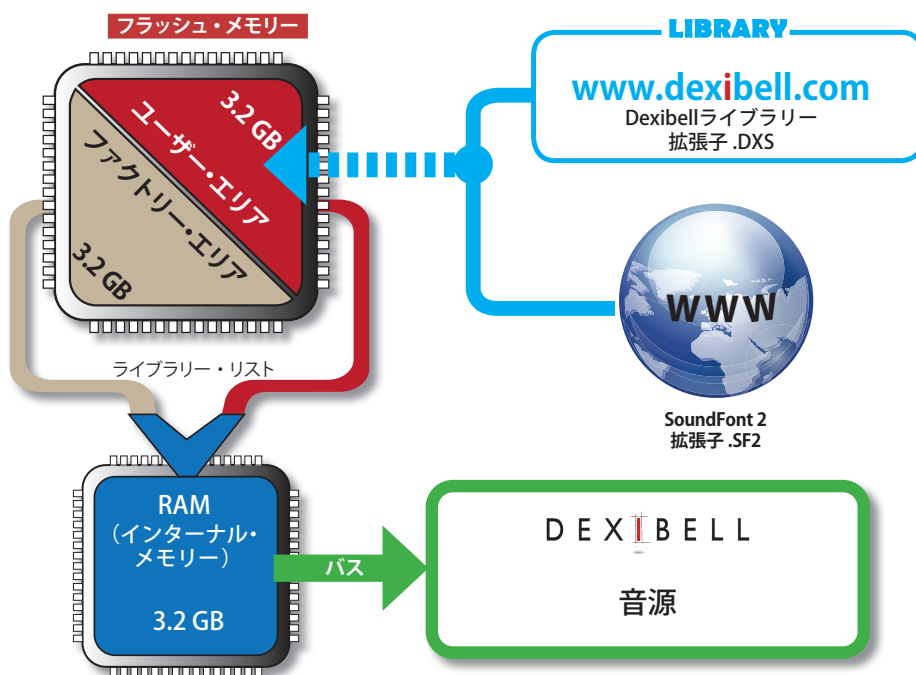 フラッシュ・メモリー
3.2 GB
ユーザー・エリア
ファクトリー・エリア
3.2 GB
LIBRARY
www.dexibell.com
Dexibellライブラリー
拡張子 .DXS
WWW
SoundFont 2
拡張子 .SF2
ライブラリー・リスト
RAM
(インターナル・
メモリー)
3.2 GB
バス
DEXIBELL
音源